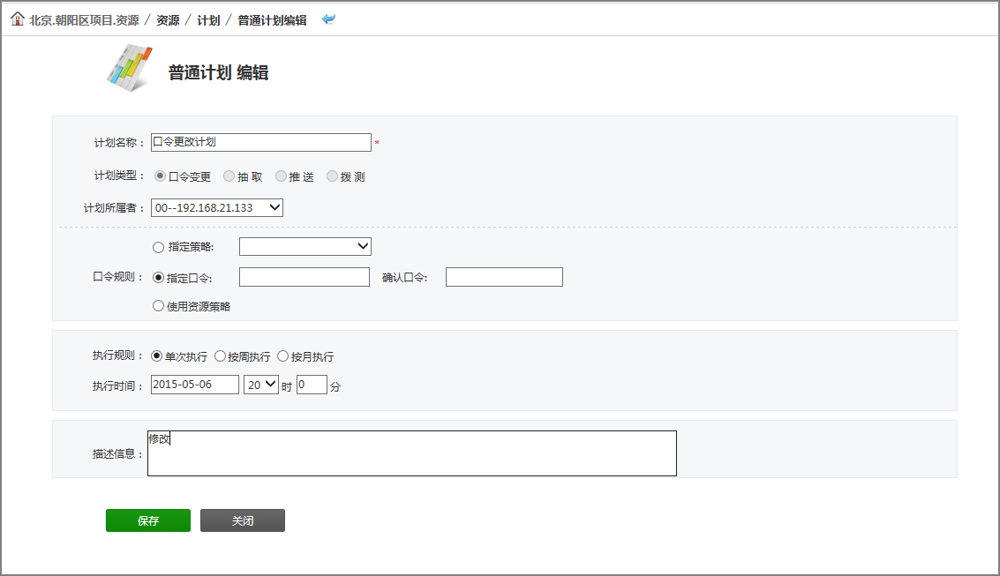 北京.朝阳区项目.资源 / 资源 / 计划 / 普通计划编辑
普通计划 编辑
计划名称： 口令更改计划 *
计划类型： 口令变更 抽 取 推 送 拨 测
计划所属者： 00--192.168.21.133
指定策略:
口令规则： 指定口令: 确认口令:
使用资源策略
执行规则： 单次执行 按周执行 按月执行
执行时间： 2015-05-06 20 时 0 分
描述信息： 修改
保存 关闭